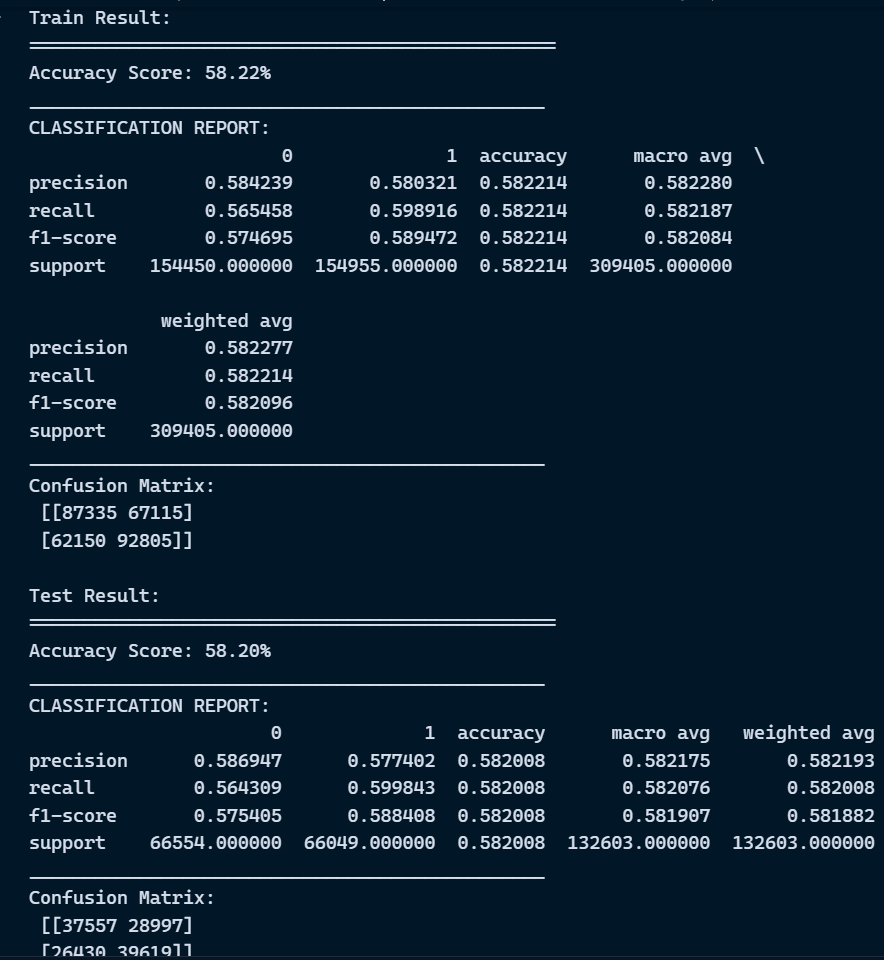 Train Result:
================================================
Accuracy Score: 58.22%
_______________________________________________
CLASSIFICATION REPORT:
                       0              1  accuracy      macro avg  \
precision       0.584239       0.580321  0.582214       0.582280
recall          0.565458       0.598916  0.582214       0.582187
f1-score        0.574695       0.589472  0.582214       0.582084
support    154450.000000  154955.000000  0.582214  309405.000000

            weighted avg
precision       0.582277
recall          0.582214
f1-score        0.582096
support    309405.000000
_______________________________________________
Confusion Matrix:
 [[87335 67115]
 [62150 92805]]

Test Result:
================================================
Accuracy Score: 58.20%
_______________________________________________
CLASSIFICATION REPORT:
                      0             1  accuracy      macro avg   weighted avg
precision      0.586947      0.577402  0.582008       0.582175       0.582193
recall         0.564309      0.599843  0.582008       0.582076       0.582008
f1-score       0.575405      0.588408  0.582008       0.581907       0.581882
support    66554.000000  66049.000000  0.582008  132603.000000  132603.000000
_______________________________________________
Confusion Matrix:
 [[37557 28997]
 [26430 39619]]